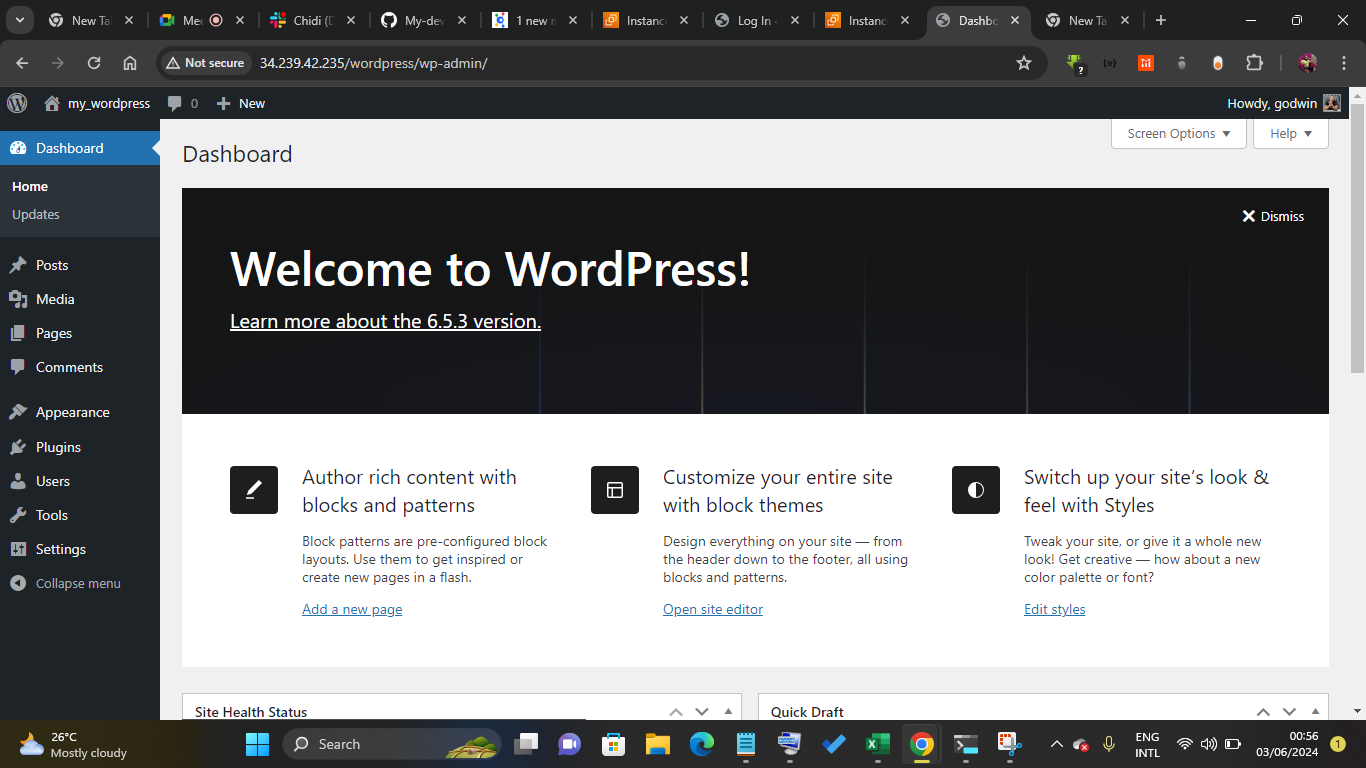 New Ta
Mee
Chidi (D
My-dev
1 new n
Instanc
Log In
Instanc
Dashbo
New Ta
Not secure
34.239.42.235/wordpress/wp-admin/
my_wordpress
0
New
Howdy, godwin
Screen Options
Help
Dashboard
Home
Updates
Posts
Media
Pages
Comments
Appearance
Plugins
Users
Tools
Settings
Collapse menu
Dashboard
Dismiss
Welcome to WordPress!
Learn more about the 6.5.3 version.
Author rich content with
blocks and patterns
Block patterns are pre-configured block
layouts. Use them to get inspired or
create new pages in a flash.
Add a new page
Customize your entire site
with block themes
Design everything on your site — from
the header down to the footer, all using
blocks and patterns.
Open site editor
Switch up your site’s look &
feel with Styles
Tweak your site, or give it a whole new
look! Get creative — how about a new
color palette or font?
Edit styles
Site Health Status
Quick Draft
26°C
Mostly cloudy
Search
ENG
INTL
00:56
03/06/2024
1